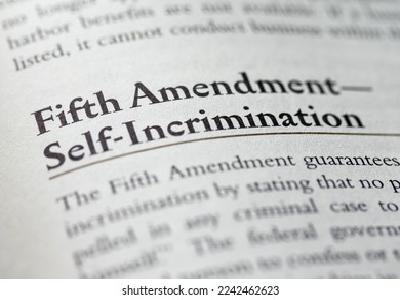 harbor benefits are not available
listed, it cannot conduct business within
Fifth Amendment—
Self-Incrimination
The Fifth Amendment guarantees
incrimination by stating that no p
pelled in any criminal case to
The federal govern
shutterstock.com · 2242462623